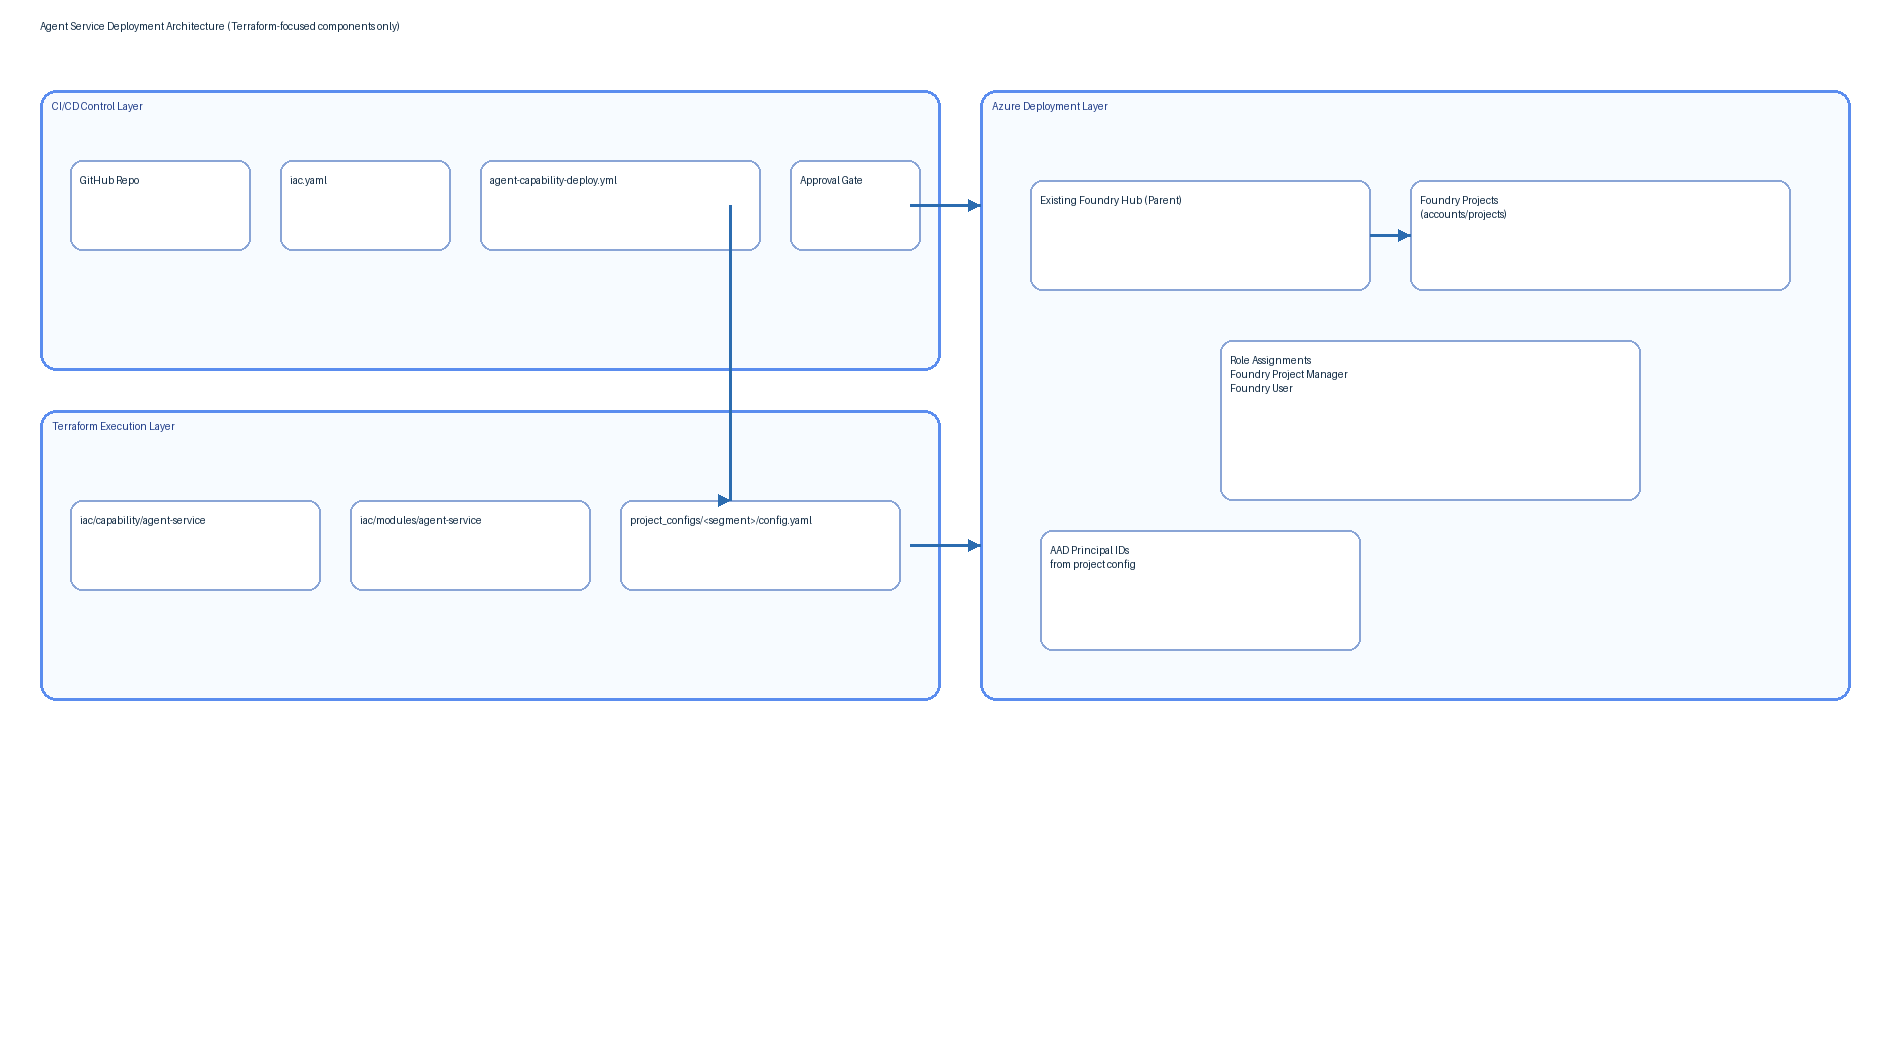 Agent Service Deployment Architecture (Terraform-focused components only)
CI/CD Control Layer
GitHub Repo
iac.yaml
agent-capability-deploy.yml
Approval Gate
Terraform Execution Layer
iac/capability/agent-service
iac/modules/agent-service
project_configs/<segment>/config.yaml
Azure Deployment Layer
Existing Foundry Hub (Parent)
Foundry Projects
(accounts/projects)
Role Assignments
Foundry Project Manager
Foundry User
AAD Principal IDs
from project config